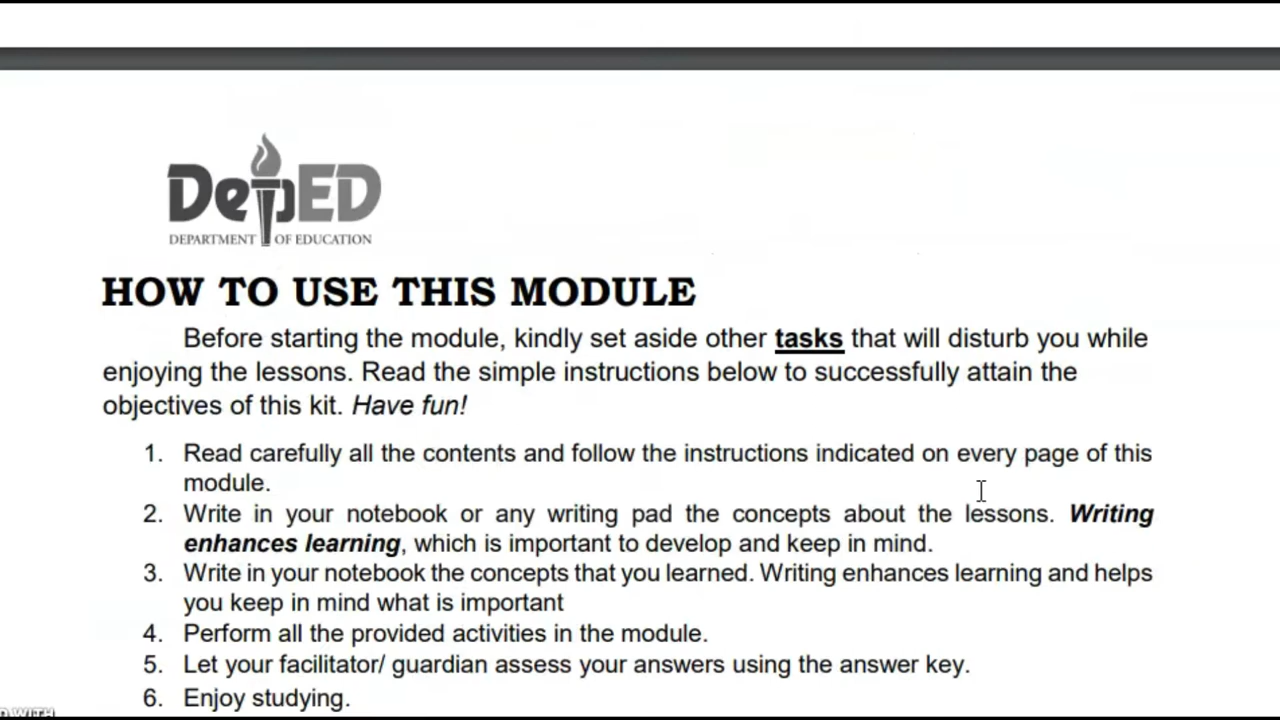 DepED
DEPARTMENT OF EDUCATION
HOW TO USE THIS MODULE
Before starting the module, kindly set aside other tasks that will disturb you while
enjoying the lessons. Read the simple instructions below to successfully attain the
objectives of this kit. Have fun!
1. Read carefully all the contents and follow the instructions indicated on every page of this
module.
2. Write in your notebook or any writing pad the concepts about the lessons. Writing
enhances learning, which is important to develop and keep in mind.
3. Write in your notebook the concepts that you learned. Writing enhances learning and helps
you keep in mind what is important
4. Perform all the provided activities in the module.
5. Let your facilitator/ guardian assess your answers using the answer key.
6. Enjoy studying.
WITH